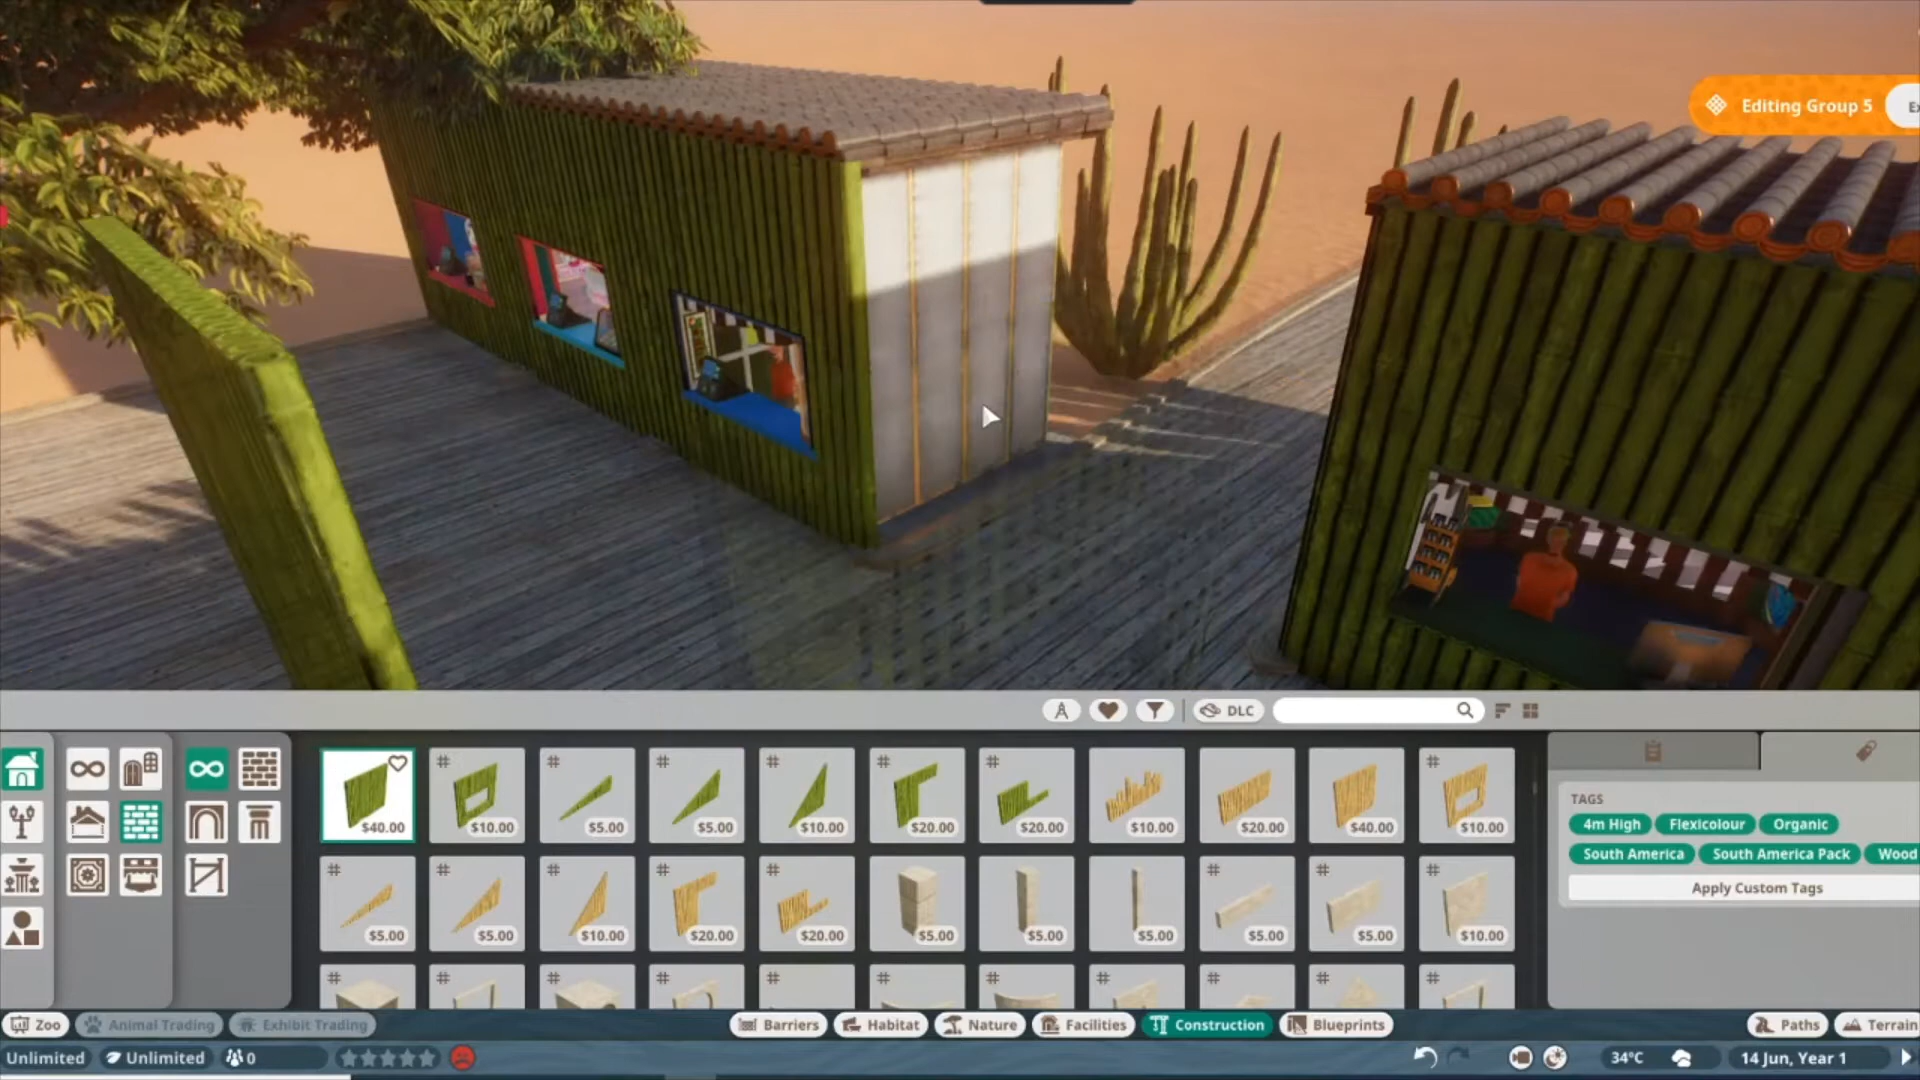 Editing Group 5
DLC
$40.00
$10.00
$5.00
$5.00
$10.00
$20.00
$20.00
$10.00
$20.00
$40.00
$10.00
$5.00
$5.00
$10.00
$20.00
$20.00
$5.00
$5.00
$5.00
$5.00
$5.00
$10.00
TAGS
4m High Flexicolour Organic
South America South America Pack Wood
Apply Custom Tags
Zoo Animal Trading Exhibit Trading Barriers Habitat Nature Facilities Construction Blueprints Paths Terrain
Unlimited Unlimited 0 34°C 14 Jun, Year 1